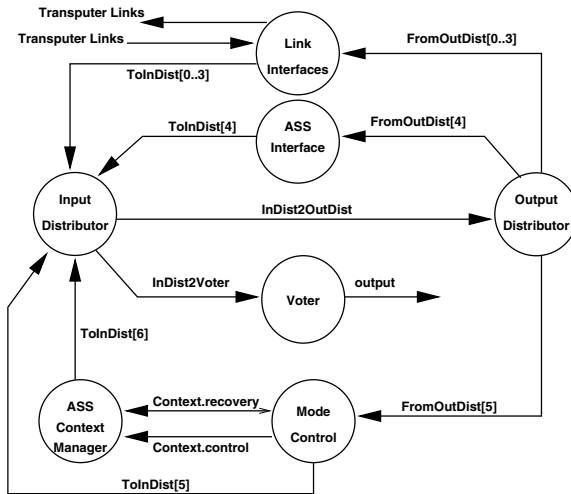 Transputer Links
Transputer Links
Link
Interfaces
FromOutDist[0..3]
ToInDist[0..3]
ToInDist[4]
ASS
Interface
FromOutDist[4]
Input
Distributor
InDist2OutDist
Output
Distributor
InDist2Voter
Voter
output
ToInDist[6]
ASS
Context
Manager
Context.recovery
Context.control
Mode
Control
FromOutDist[5]
ToInDist[5]